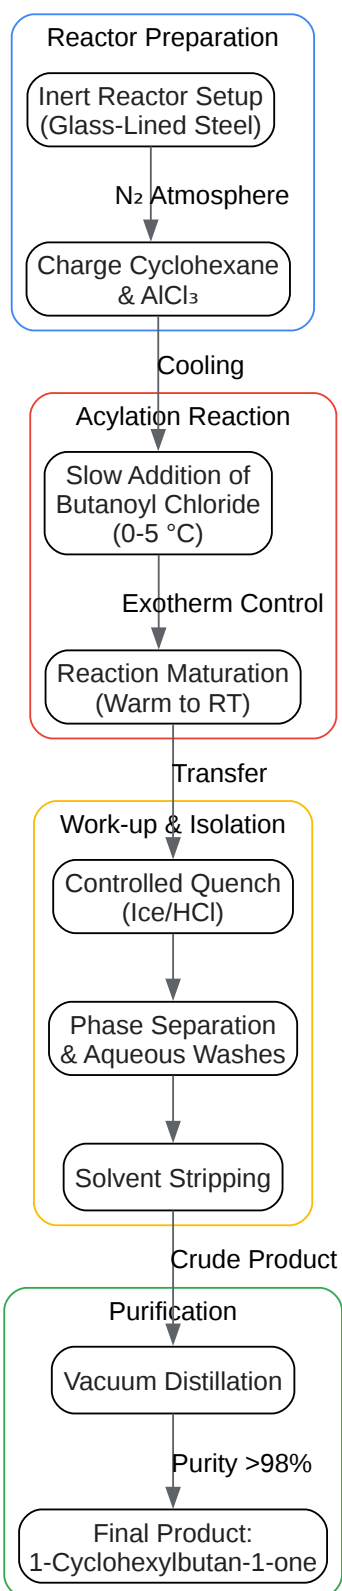 Reactor Preparation
Inert Reactor Setup
(Glass-Lined Steel)
N₂ Atmosphere
Charge Cyclohexane
& AlCl₃
Cooling
Acylation Reaction
Slow Addition of
Butanoyl Chloride
(0-5 °C)
Exotherm Control
Reaction Maturation
(Warm to RT)
Transfer
Work-up & Isolation
Controlled Quench
(Ice/HCl)
Phase Separation
& Aqueous Washes
Solvent Stripping
Crude Product
Purification
Vacuum Distillation
Purity >98%
Final Product:
1-Cyclohexylbutan-1-one